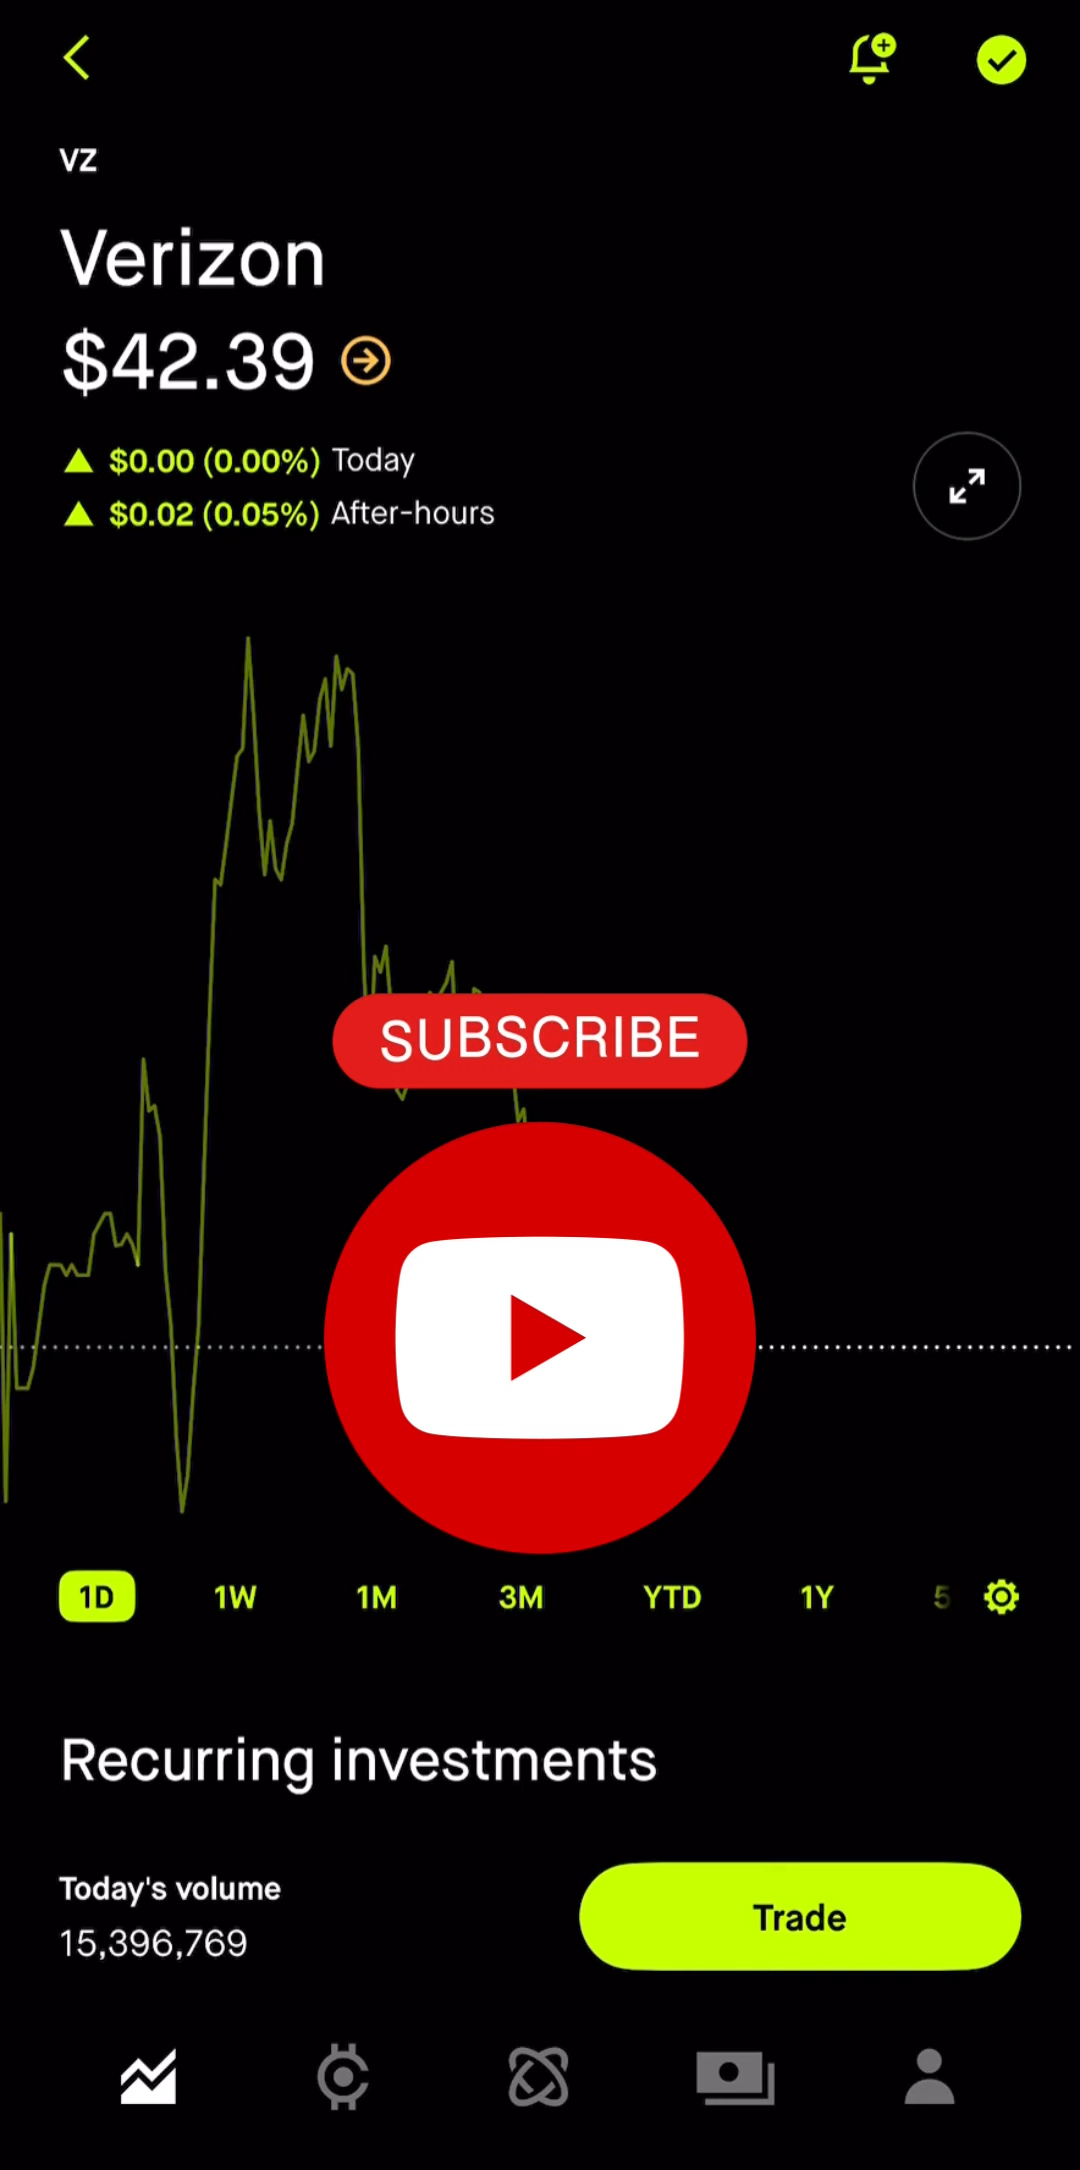 VZ
Verizon
$42.39
$0.00 (0.00%) Today
$0.02 (0.05%) After-hours
SUBSCRIBE
1D 1W 1M 3M YTD 1Y 5
Recurring investments
Today's volume
15,396,769
Trade